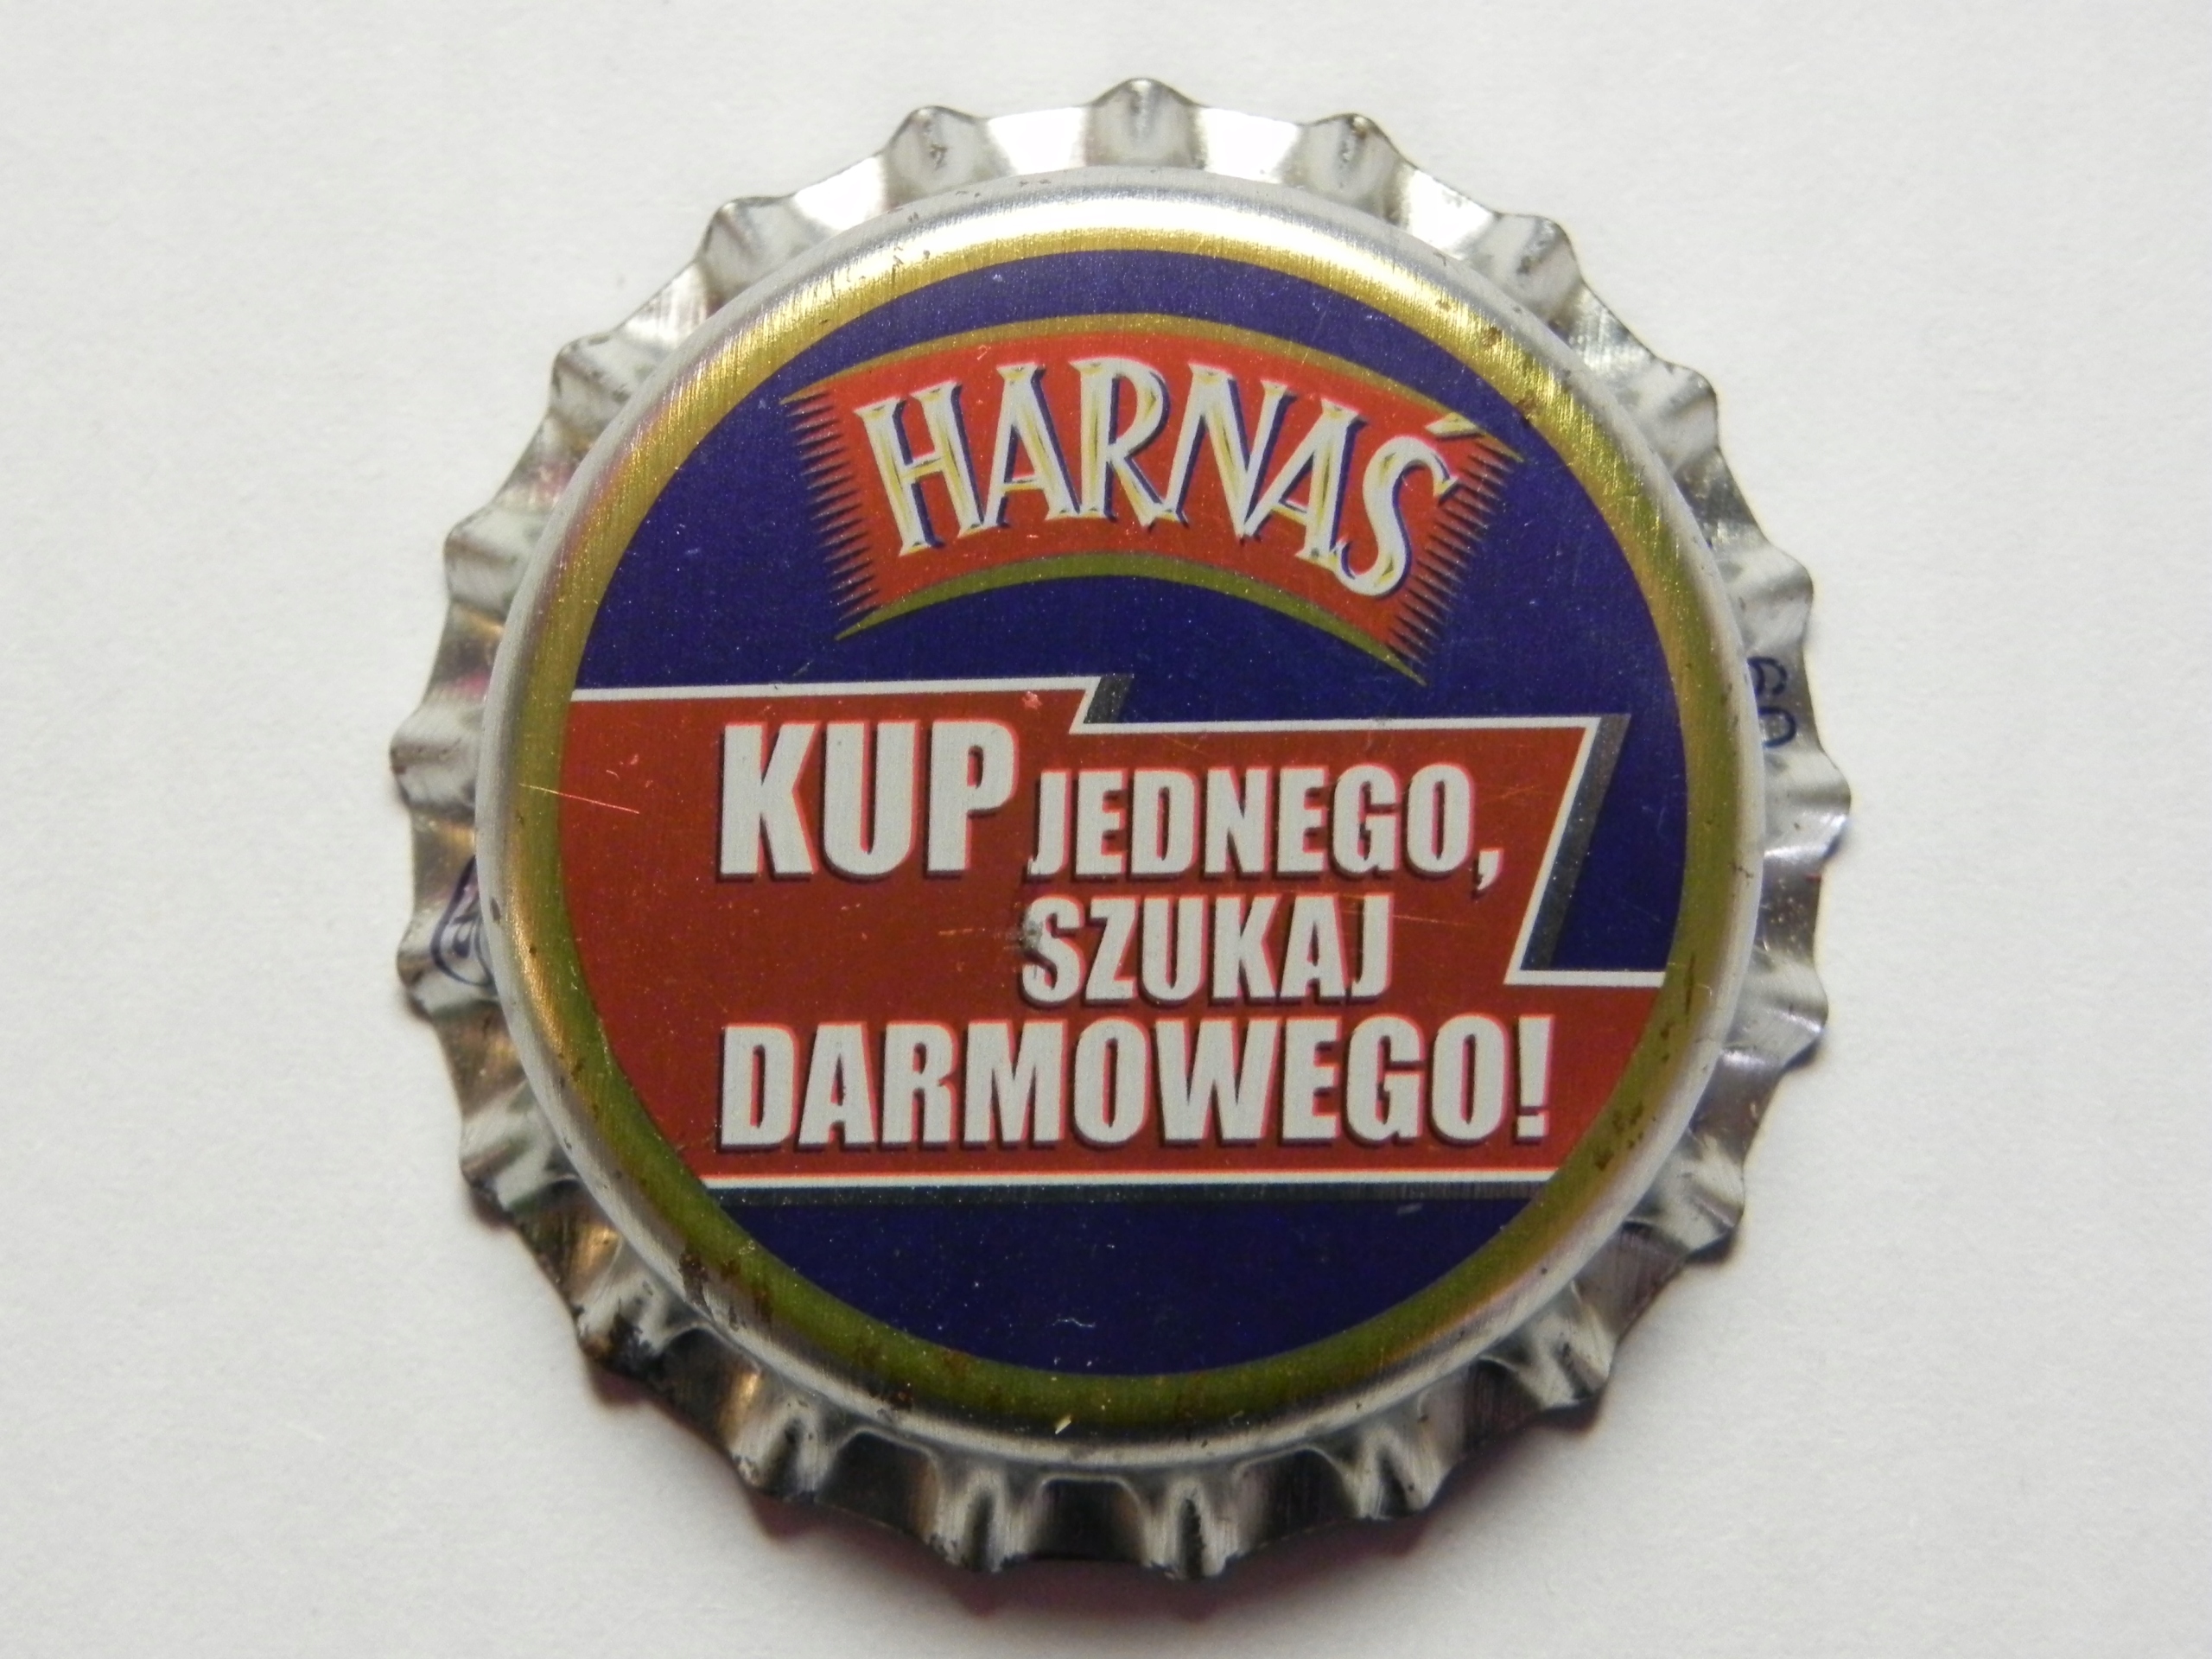 HARNAŚ
KUP JEDNEGO,
SZUKAJ
DARMOWEGO!